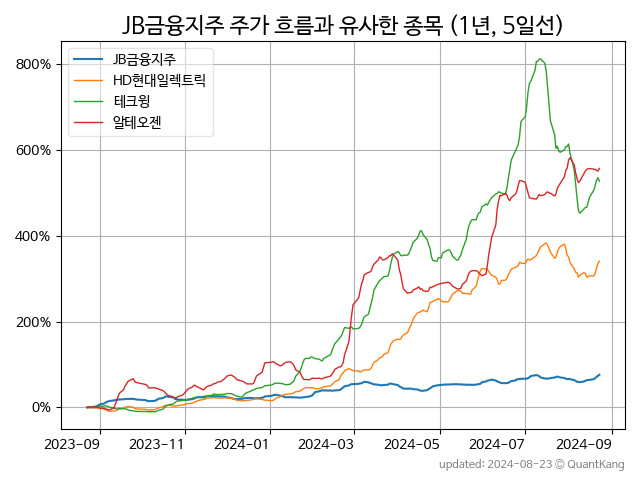 JB금융지주 주가 흐름과 유사한 종목 (1년, 5일선)
JB금융지주
HD현대일렉트릭
테크윙
알테오젠
800%
600%
400%
200%
0%
2023-09 2023-11 2024-01 2024-03 2024-05 2024-07 2024-09
updated: 2024-08-23 © QuantKang